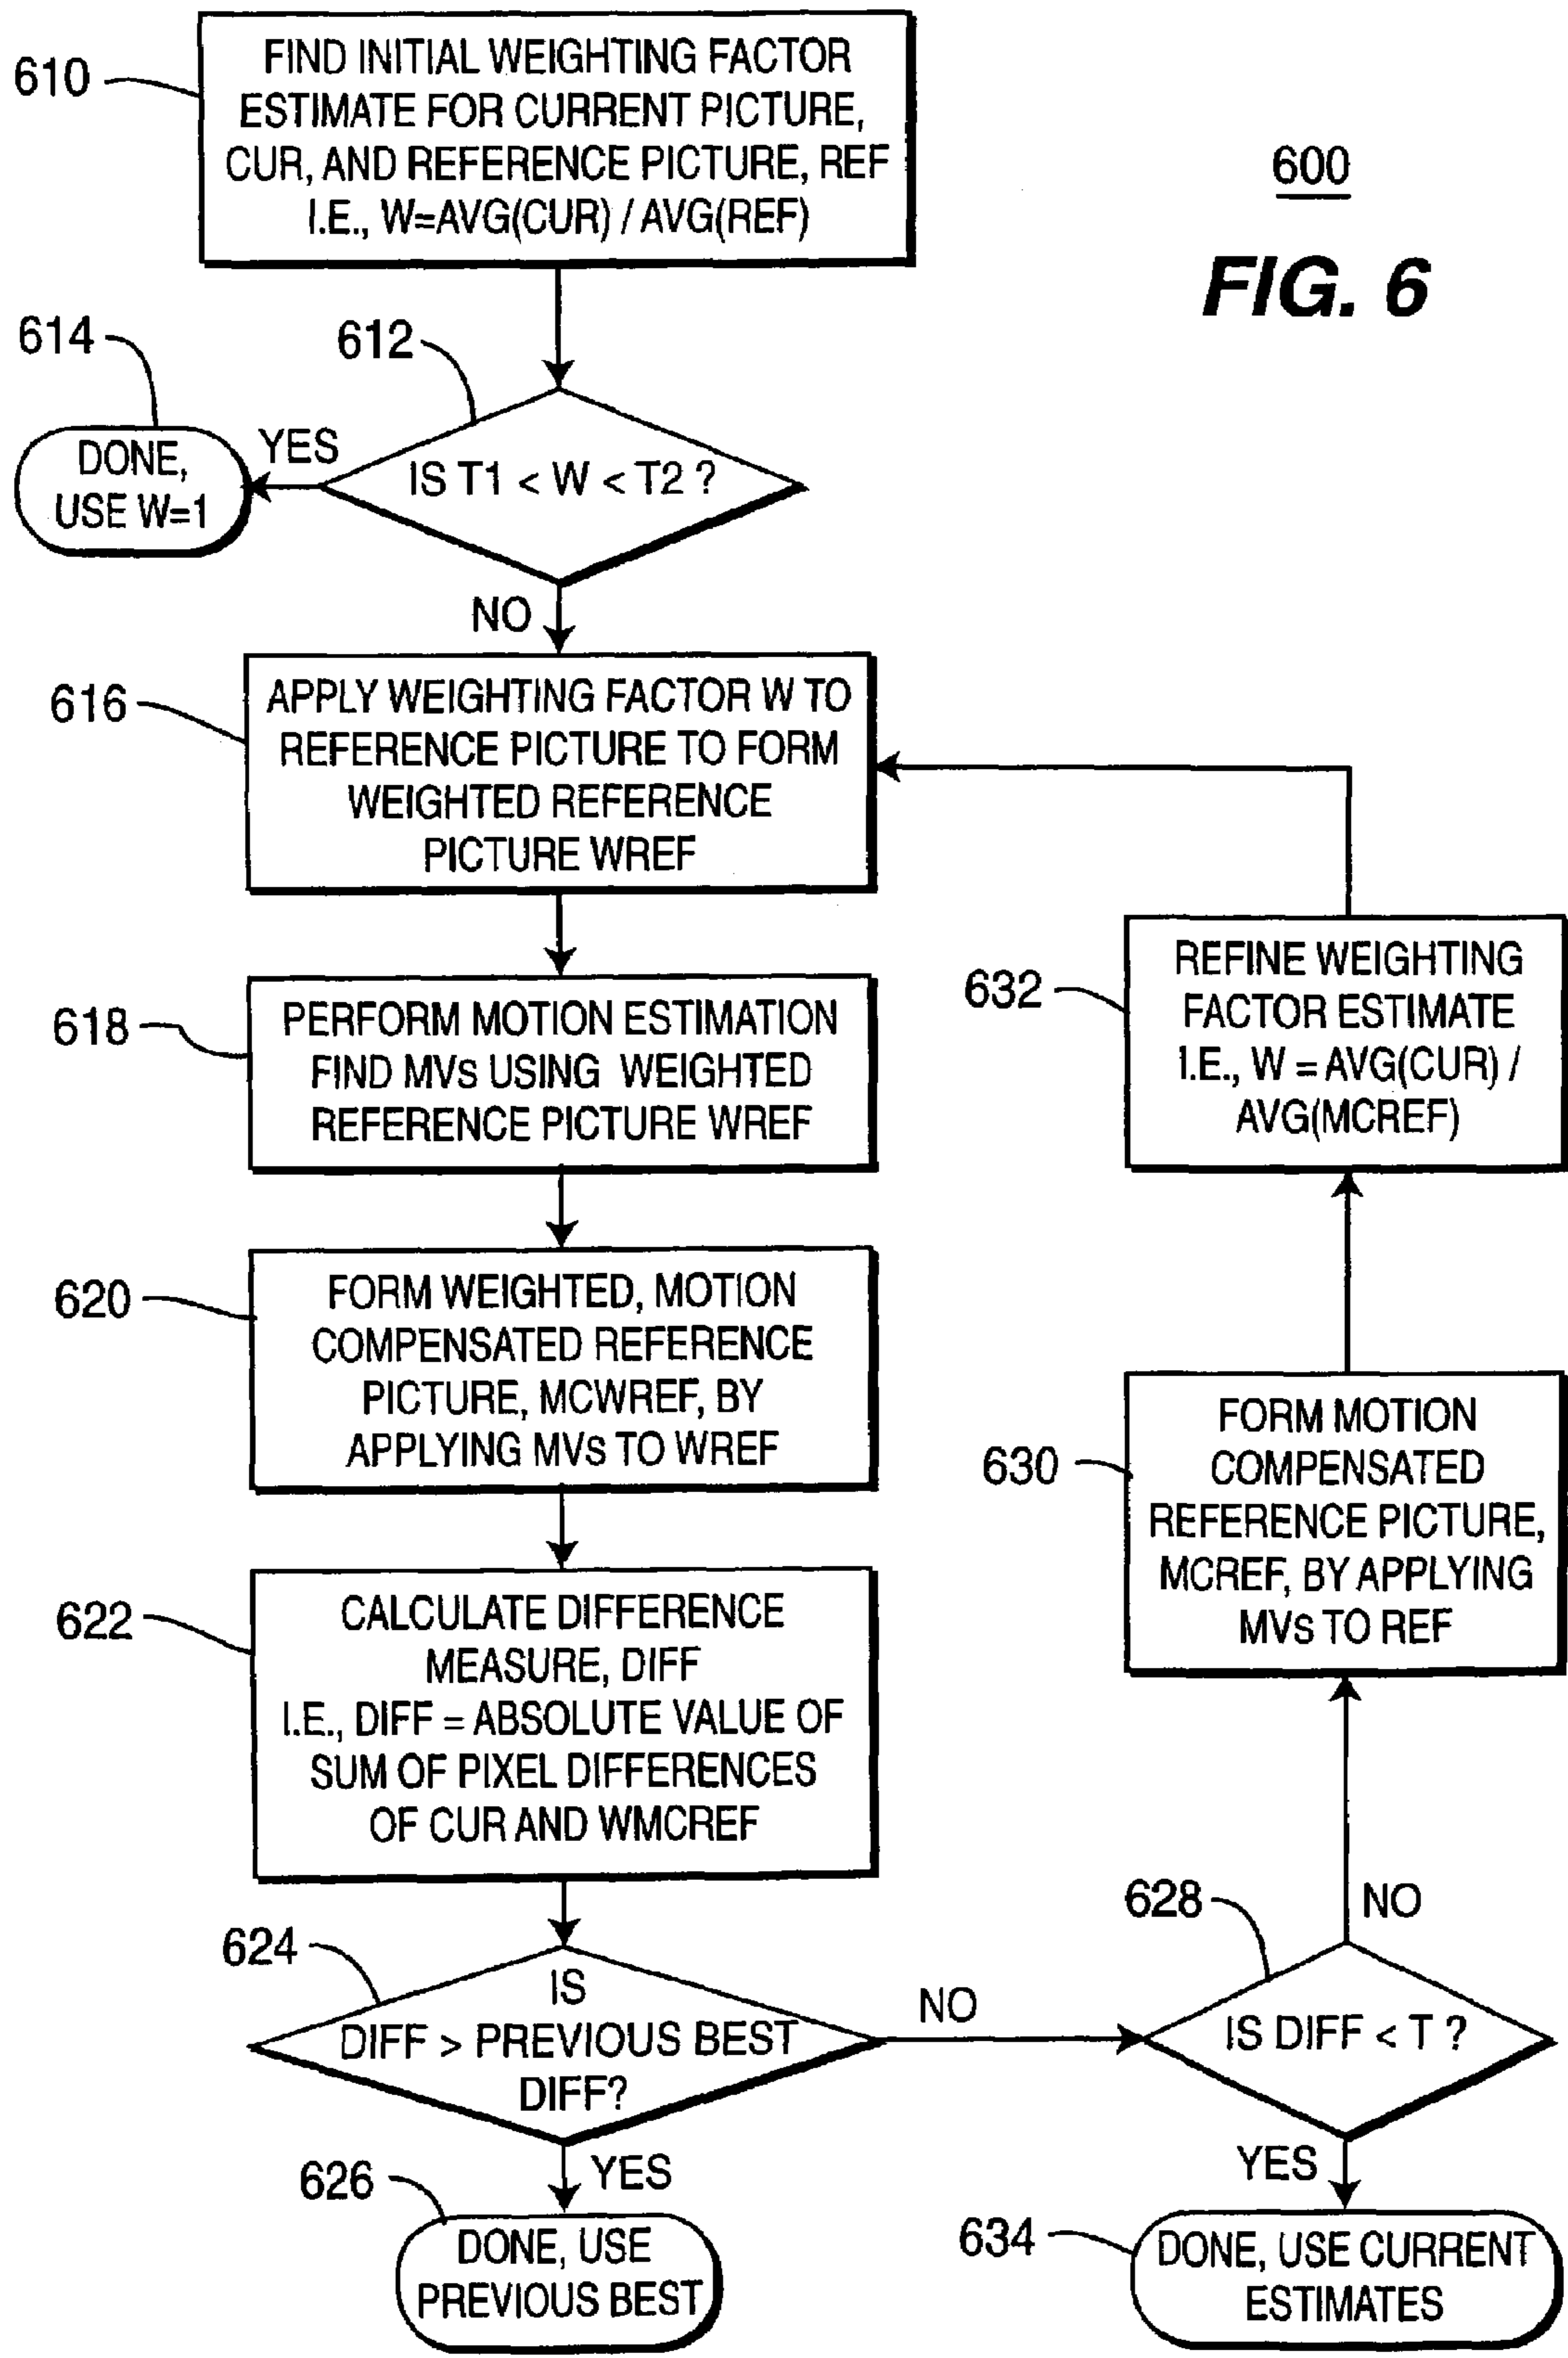 610
FIND INITIAL WEIGHTING FACTOR
ESTIMATE FOR CURRENT PICTURE,
CUR, AND REFERENCE PICTURE, REF
I.E., W=AVG(CUR) / AVG(REF)
600
FIG. 6
614
612
DONE,
USE W=1
YES
IS T1 < W < T2 ?
NO
616
APPLY WEIGHTING FACTOR W TO
REFERENCE PICTURE TO FORM
WEIGHTED REFERENCE
PICTURE WREF
618
PERFORM MOTION ESTIMATION
FIND MVs USING WEIGHTED
REFERENCE PICTURE WREF
632
REFINE WEIGHTING
FACTOR ESTIMATE
I.E., W = AVG(CUR) /
AVG(MCREF)
620
FORM WEIGHTED, MOTION
COMPENSATED REFERENCE
PICTURE, MCWREF, BY
APPLYING MVs TO WREF
630
FORM MOTION
COMPENSATED
REFERENCE PICTURE,
MCREF, BY APPLYING
MVs TO REF
622
CALCULATE DIFFERENCE
MEASURE, DIFF
I.E., DIFF = ABSOLUTE VALUE OF
SUM OF PIXEL DIFFERENCES
OF CUR AND WMCREF
624
IS
DIFF > PREVIOUS BEST
DIFF?
NO
628
NO
IS DIFF < T ?
YES
626
DONE, USE
PREVIOUS BEST
YES
634
DONE, USE CURRENT
ESTIMATES